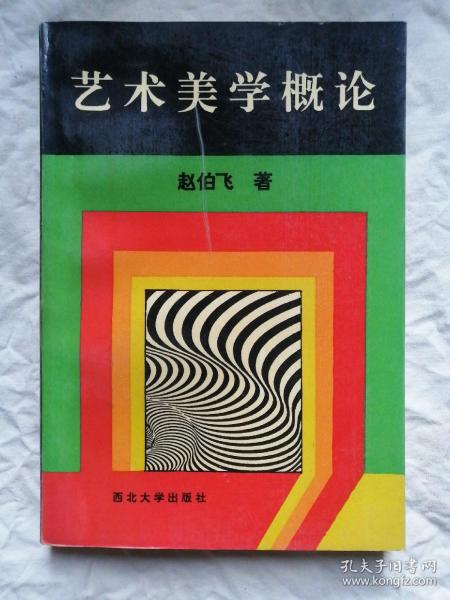 艺术美学概论
赵伯飞 著
西北大学出版社
孔夫子旧书网
www.kongfz.com